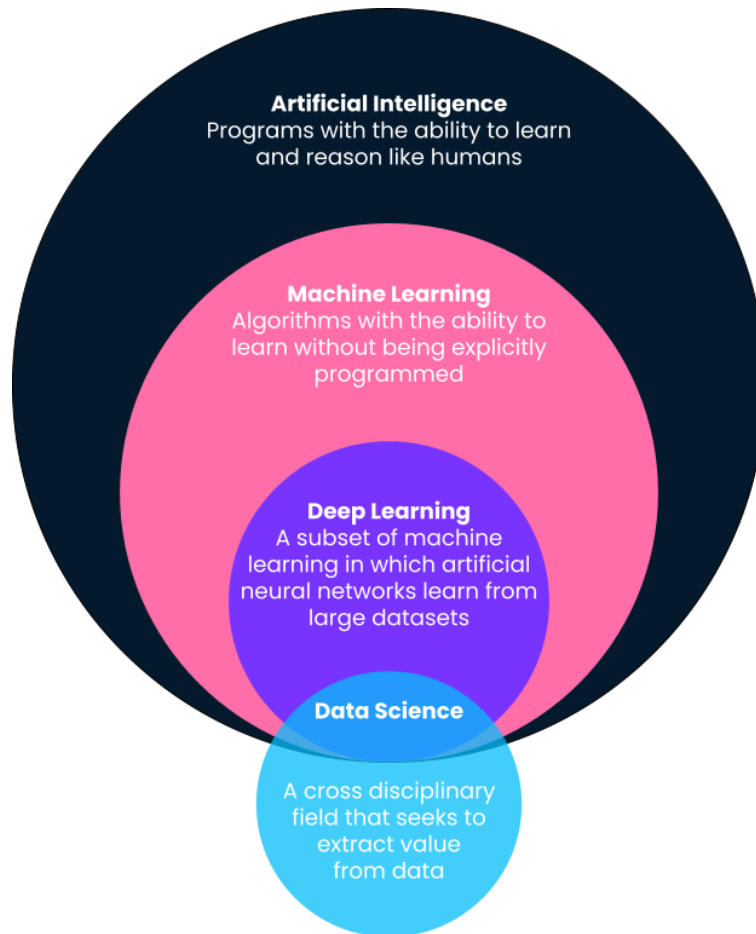 Artificial Intelligence
Programs with the ability to learn
and reason like humans
Machine Learning
Algorithms with the ability to
learn without being explicitly
programmed
Deep Learning
A subset of machine
learning in which artificial
neural networks learn from
large datasets
Data Science
A cross disciplinary
field that seeks to
extract value
from data